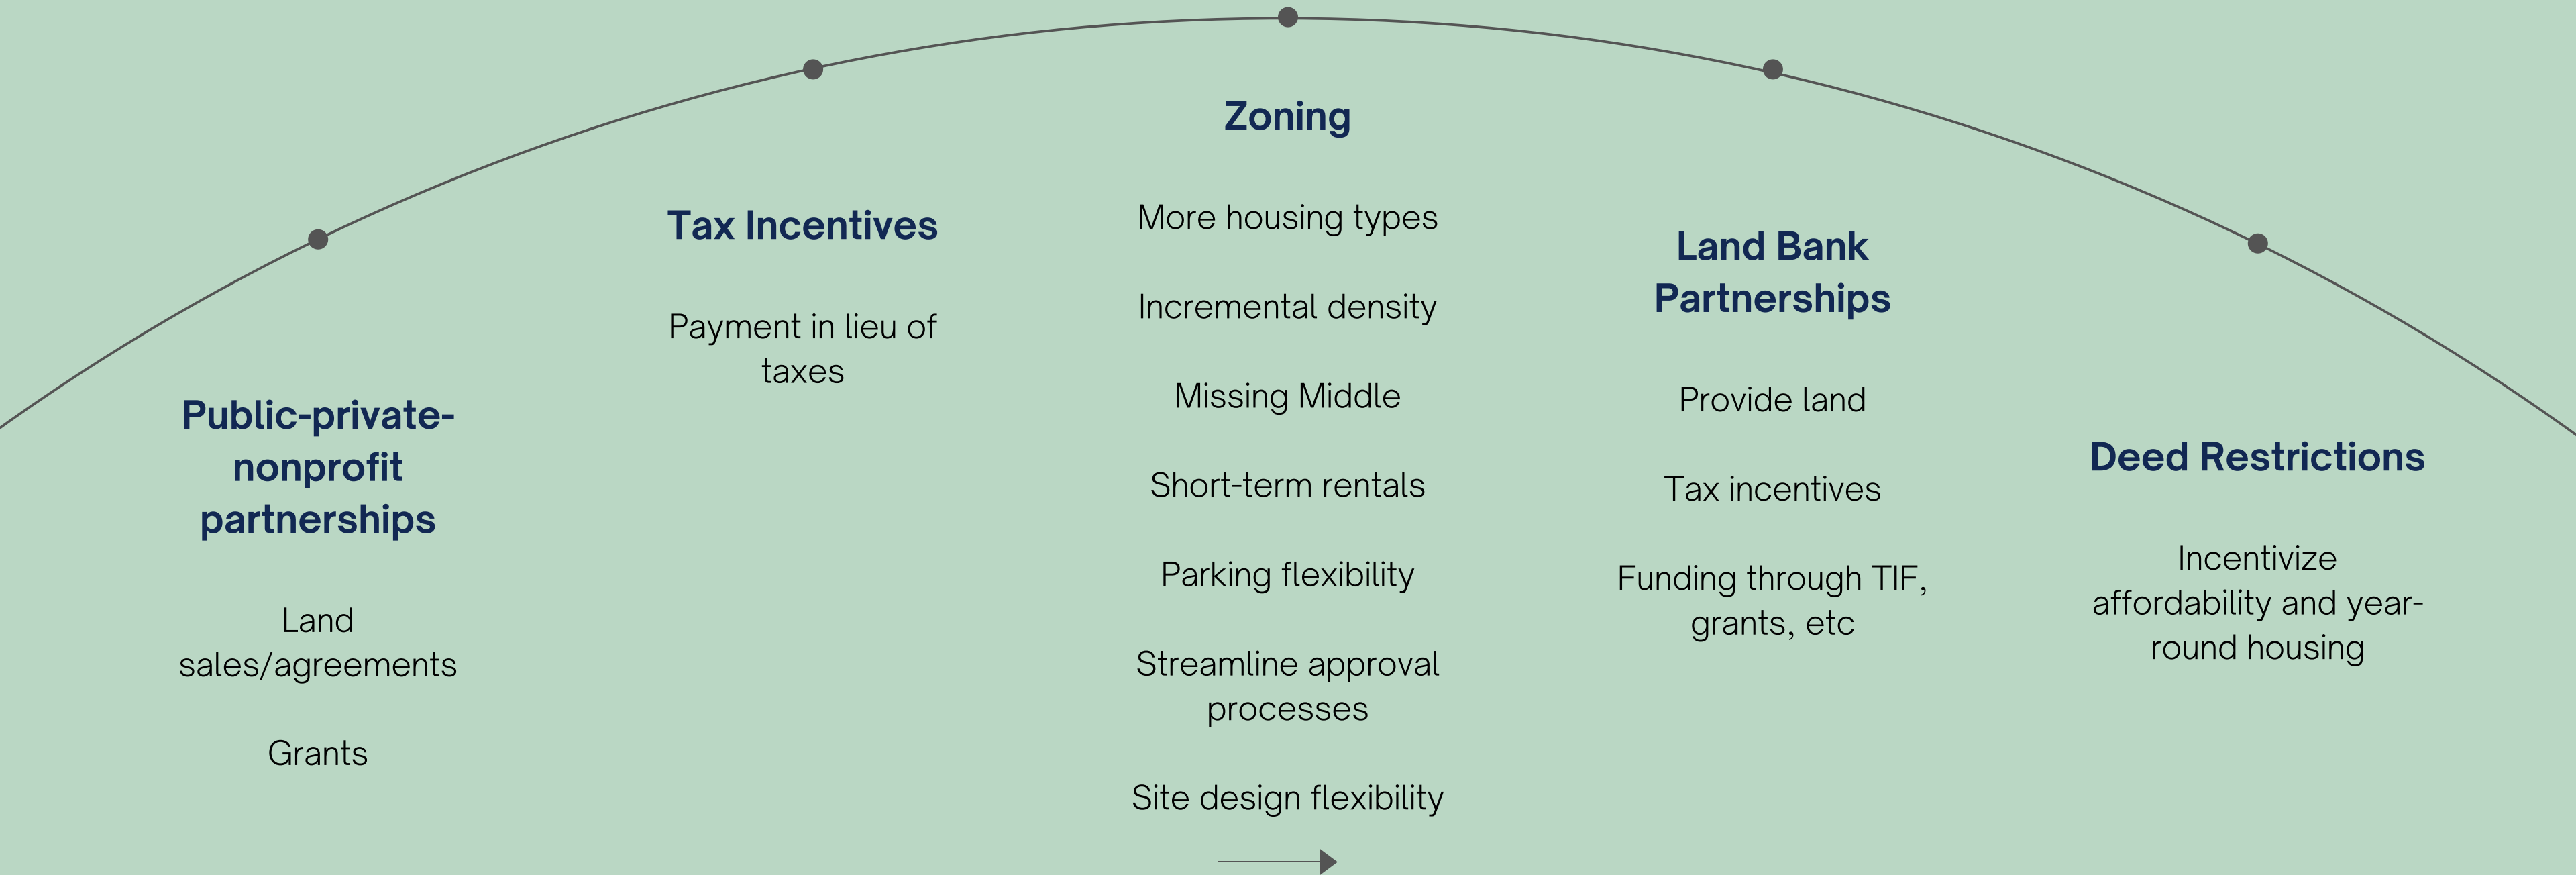 Public-private-
nonprofit
partnerships
Land
sales/agreements
Grants
Tax Incentives
Payment in lieu of
taxes
Zoning
More housing types
Incremental density
Missing Middle
Short-term rentals
Parking flexibility
Streamline approval
processes
Site design flexibility
Land Bank
Partnerships
Provide land
Tax incentives
Funding through TIF,
grants, etc
Deed Restrictions
Incentivize
affordability and year-
round housing